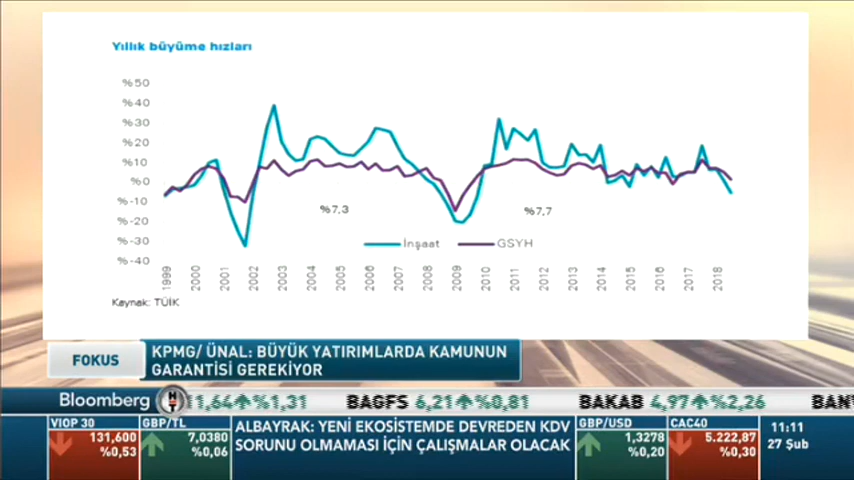 Yıllık büyüme hızları
%50
%40
%30
%20
%10
%0
%-10
%-20
%-30
%-40
%7,3
%7,7
İnşaat
GSYH
1999
2000
2001
2002
2003
2004
2005
2006
2007
2008
2009
2010
2011
2012
2013
2014
2015
2016
2017
2018
Kaynak: TÜİK
FOKUS
KPMG/ ÜNAL: BÜYÜK YATIRIMLARDA KAMUNUN
GARANTİSİ GEREKİYOR
Bloomberg HT 11,64 %1,31 BAGFS 6,21 %0,81 BAKAB 4,97 %2,26
VIOP 30
131,600
%0,53
GBP/TL
7,0380
%0,06
ALBAYRAK: YENİ EKOSİSTEMDE DEVREDEN KDV
SORUNU OLMAMASI İÇİN ÇALIŞMALAR OLACAK
GBP/USD
1,3278
%0,20
CAC40
5.222,87
%0,30
11:11
27 Şub